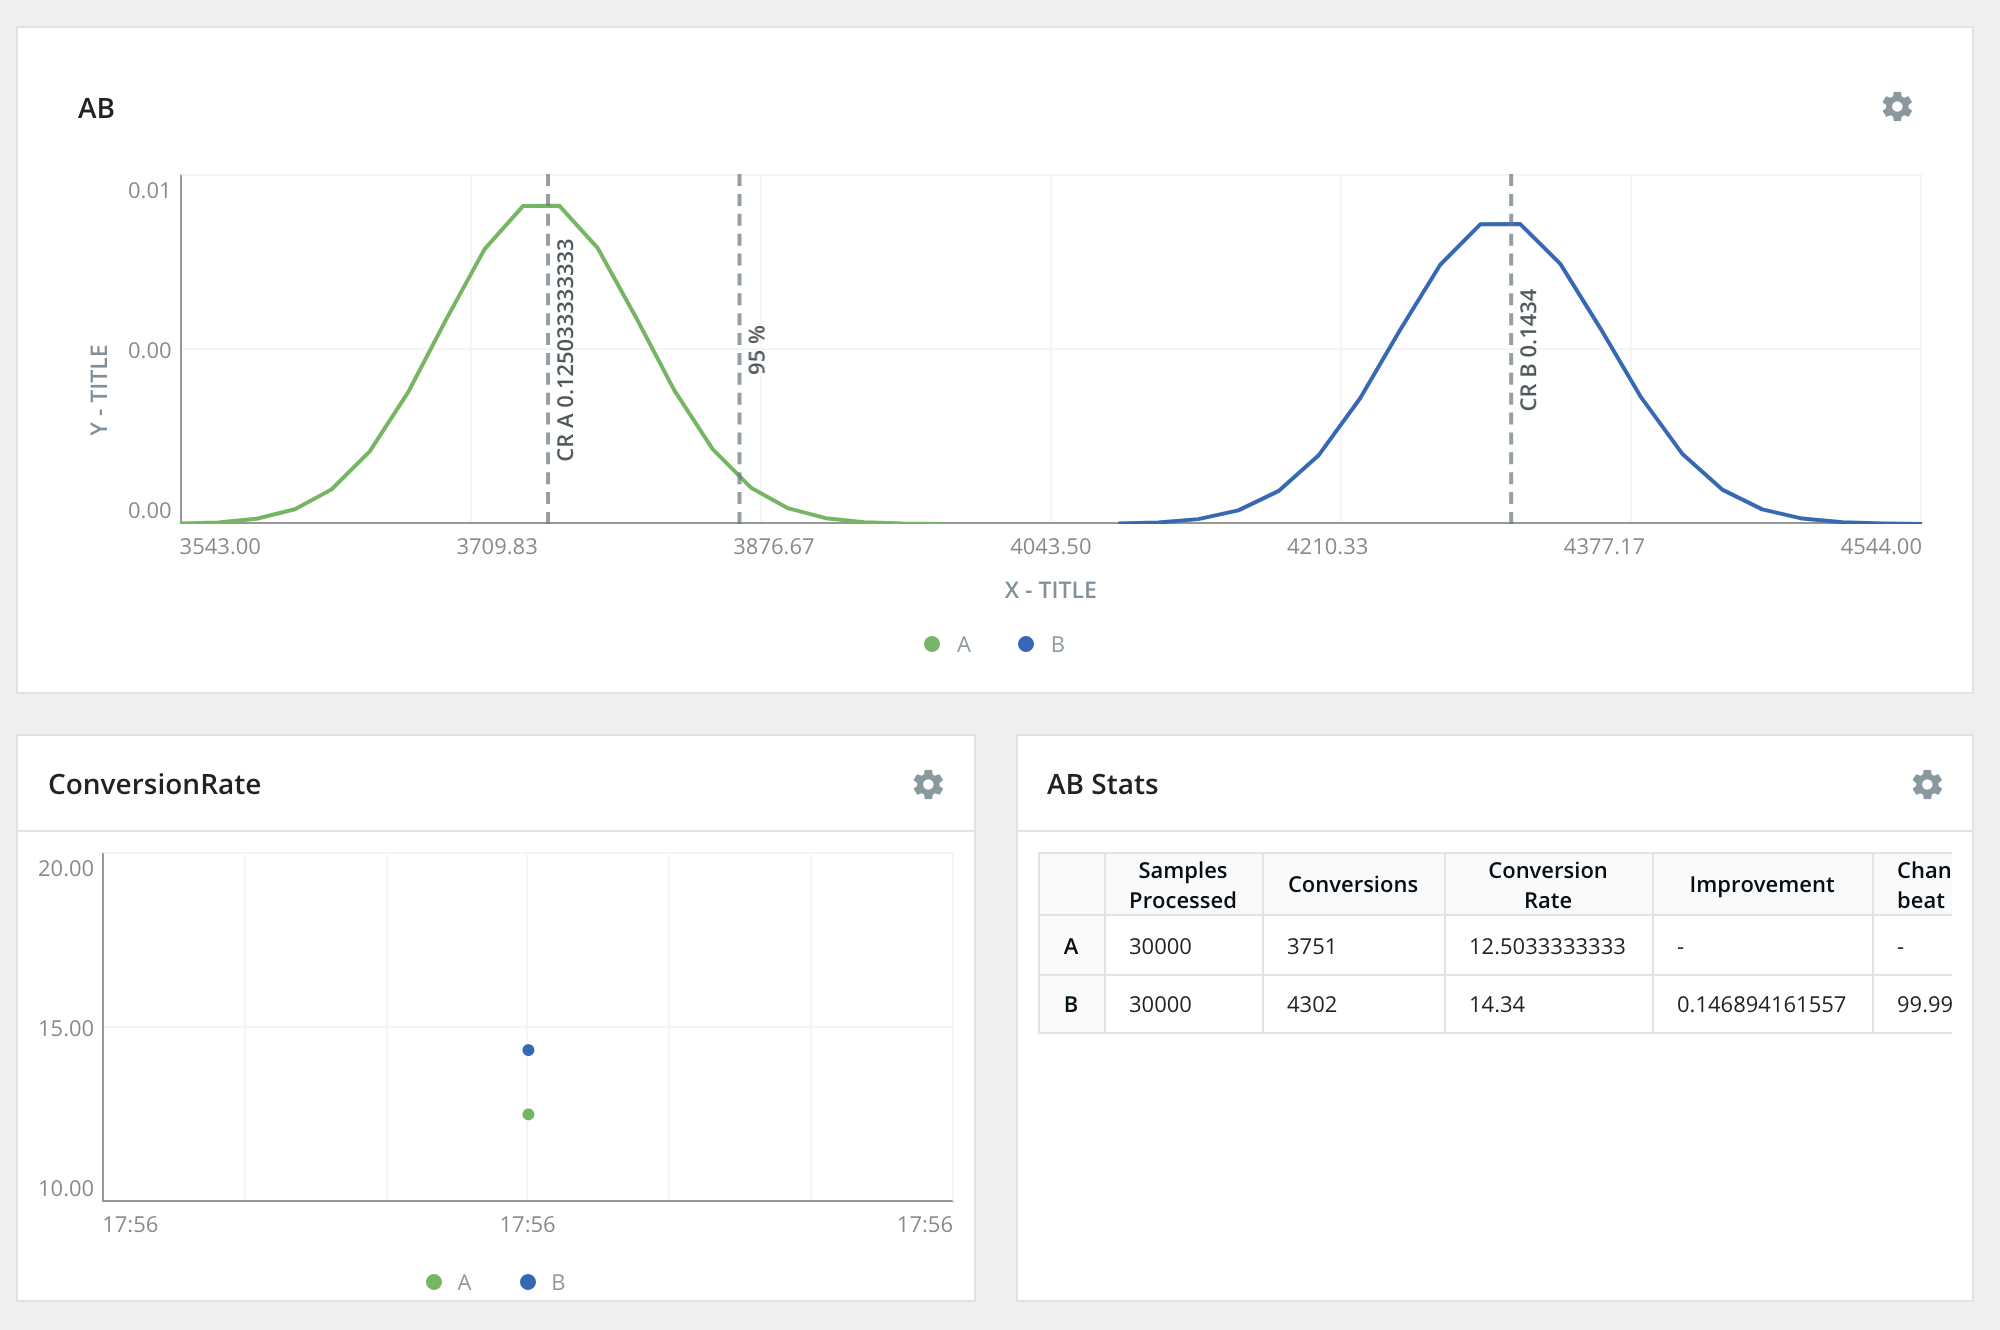 AB
0.01
0.00
0.00
Y - TITLE
CR A 0.125033333333
95 %
CR B 0.1434
3543.00 3709.83 3876.67 4043.50 4210.33 4377.17 4544.00
X - TITLE
A B
ConversionRate
20.00
15.00
10.00
17:56 17:56 17:56
A B
AB Stats
Samples Processed Conversions Conversion Rate Improvement Chan beat
A 30000 3751 12.5033333333 - -
B 30000 4302 14.34 0.146894161557 99.99